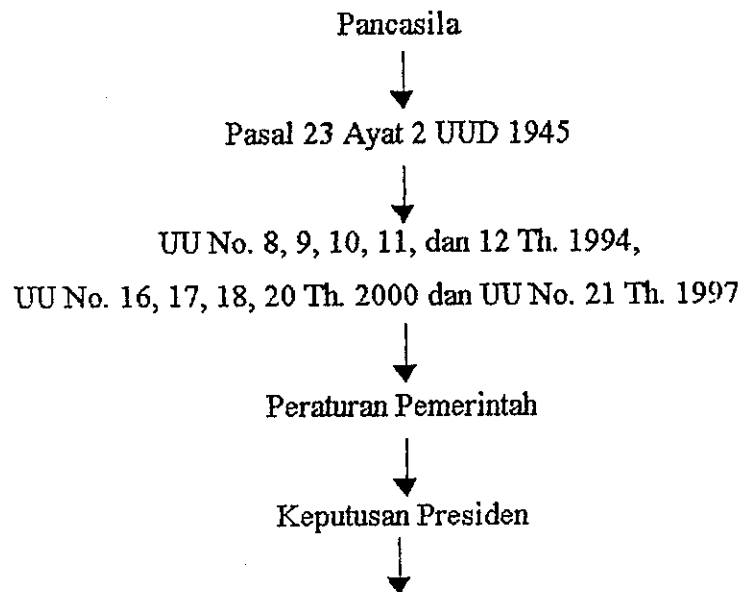 Pancasila
Pasal 23 Ayat 2 UUD 1945
UU No. 8, 9, 10, 11, dan 12 Th. 1994,
UU No. 16, 17, 18, 20 Th. 2000 dan UU No. 21 Th. 1997
Peraturan Pemerintah
Keputusan Presiden